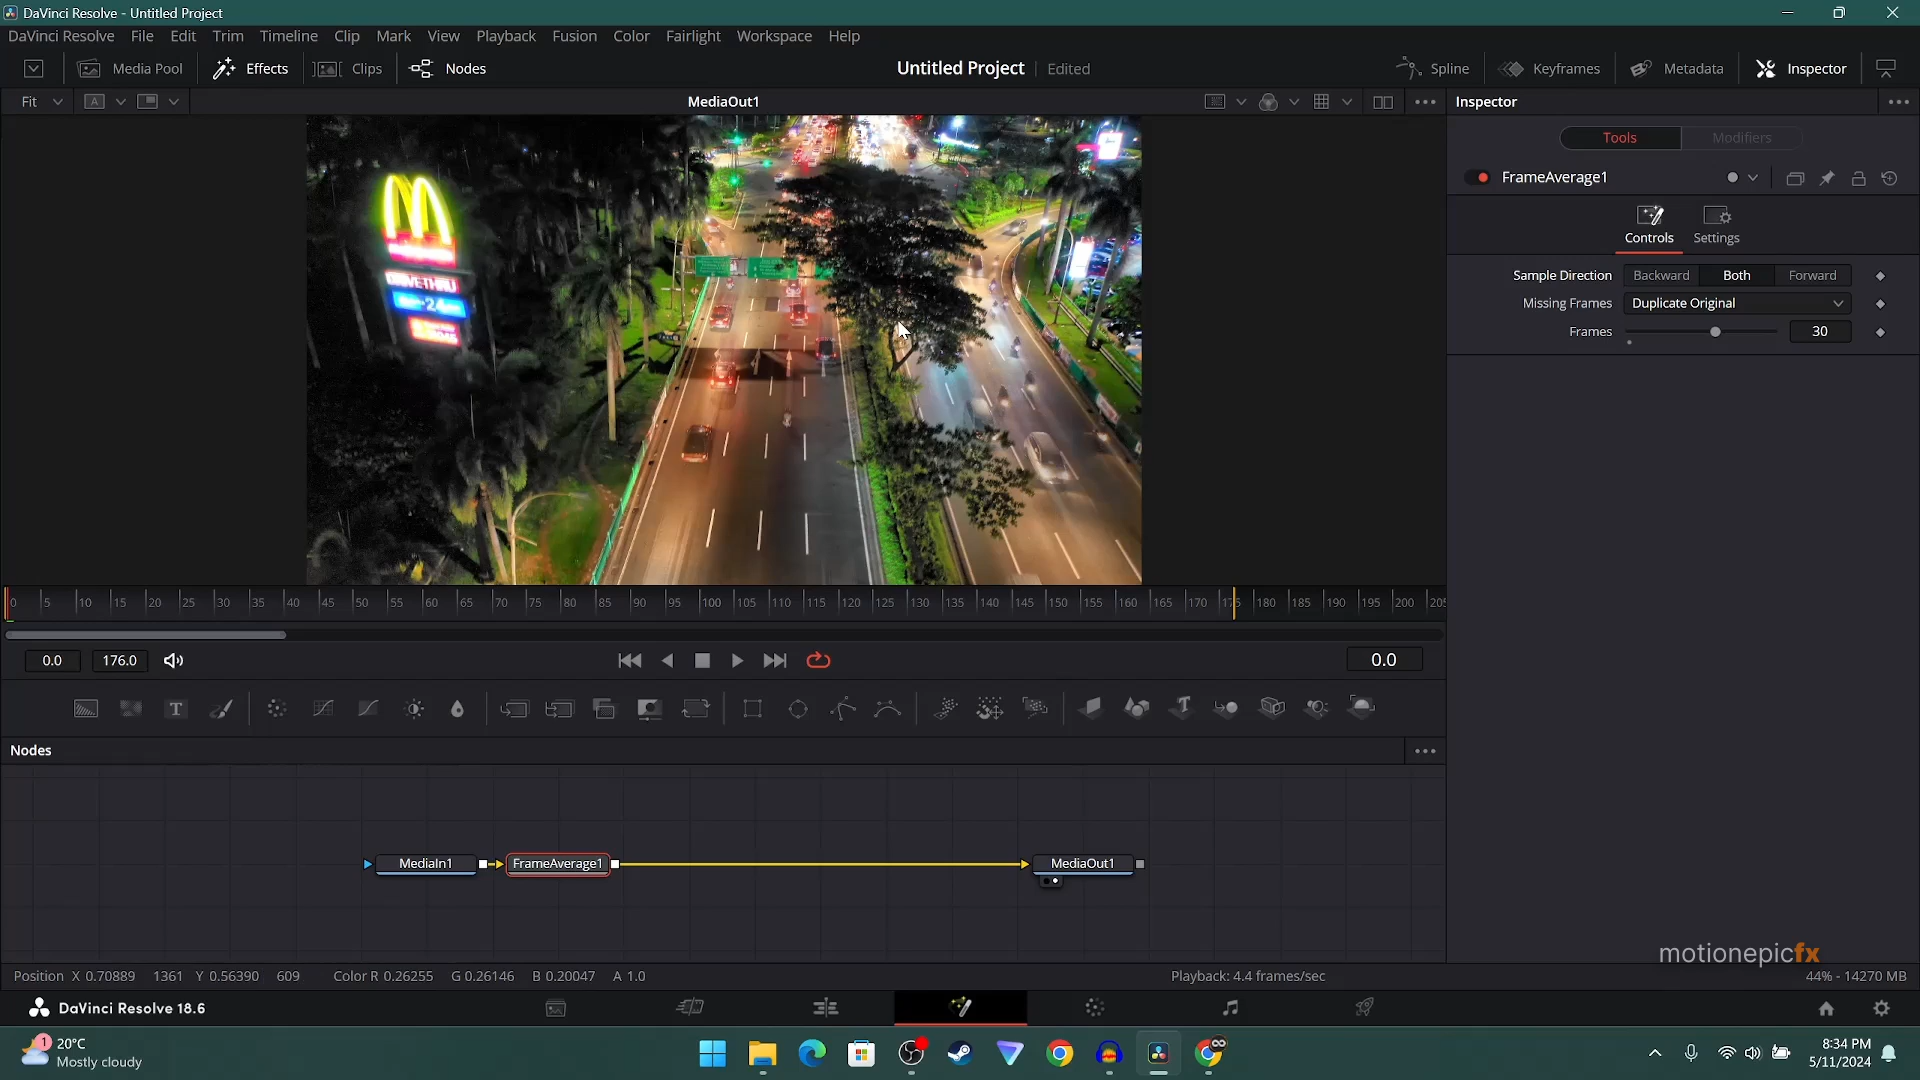 DaVinci Resolve - Untitled Project
DaVinci Resolve File Edit Trim Timeline Clip Mark View Playback Fusion Color Fairlight Workspace Help
Media Pool Effects Clips Nodes Untitled Project Edited Spline Keyframes Metadata Inspector
Fit A MediaOut1 Inspector
Tools Modifiers
FrameAverage1
Controls Settings
Sample Direction Backward Both Forward
Missing Frames Duplicate Original
Frames 30
DRIVE THRU
24
0 5 10 15 20 25 30 35 40 45 50 55 60 65 70 75 80 85 90 95 100 105 110 115 120 125 130 135 140 145 150 155 160 165 170 175 180 185 190 195 200 205
0.0 176.0 0.0
T T
Nodes
MediaIn1 FrameAverage1 MediaOut1
motionepicfx
Position X 0.70889 1361 Y 0.56390 609 Color R 0.26255 G 0.26146 B 0.20047 A 1.0 Playback: 4.4 frames/sec 44% - 14270 MB
DaVinci Resolve 18.6
1 20°C
Mostly cloudy
8:34 PM
5/11/2024